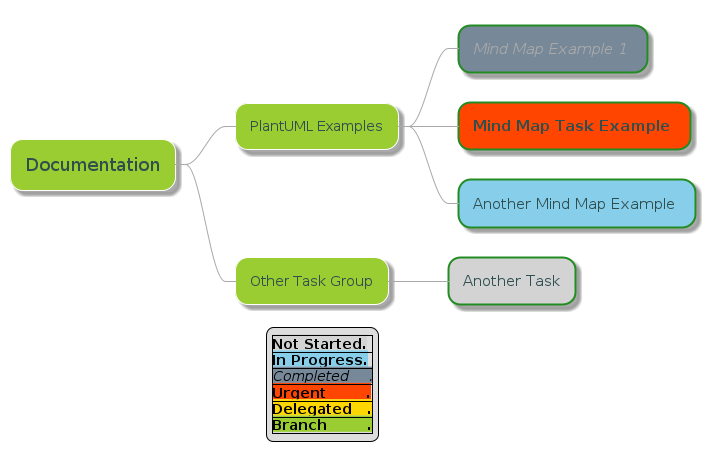 Mind Map Example 1
PlantUML Examples
Mind Map Task Example
Documentation
Another Mind Map Example
Other Task Group
Another Task
Not Started.
In Progress.
Completed .
Urgent .
Delegated .
Branch .